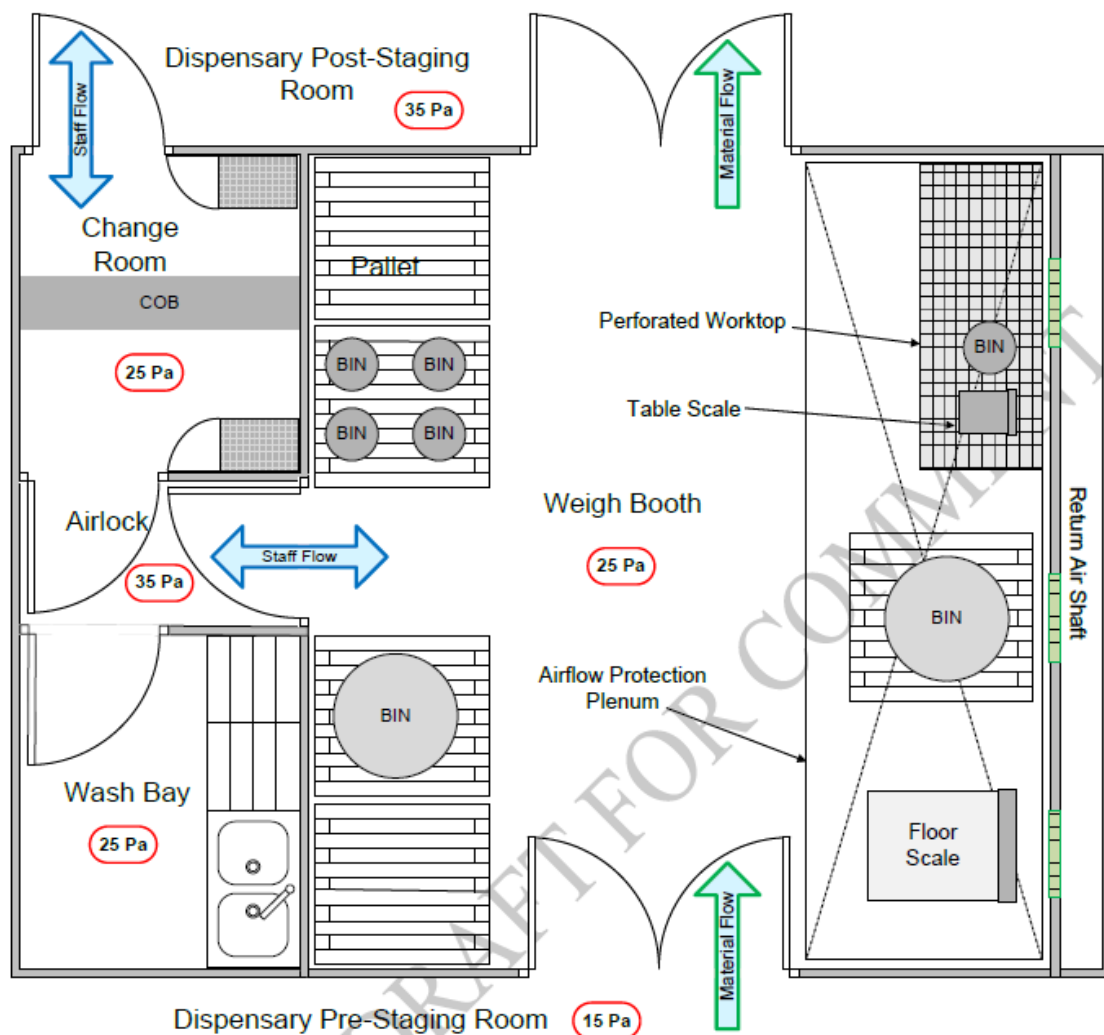 Dispensary Post-Staging
Room
35 Pa
Staff Flow
Material Flow
Change
Room
Pallet
COB
25 Pa
Perforated Worktop
BIN
BIN
BIN
BIN
BIN
Table Scale
Weigh Booth
25 Pa
Airlock
35 Pa
Staff Flow
Return Air Shaft
BIN
Airflow Protection
Plenum
BIN
Wash Bay
25 Pa
Floor
Scale
Material Flow
Dispensary Pre-Staging Room
15 Pa
DRAFT FOR COMMENT